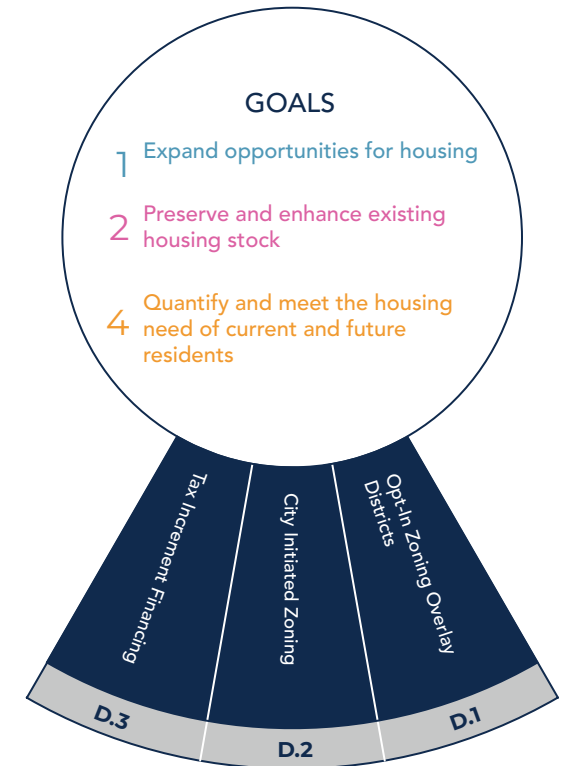 GOALS
1
Expand opportunities for housing
2
Preserve and enhance existing
housing stock
4
Quantify and meet the housing
need of current and future
residents
Tax Increment Financing
City Initiated Zoning
Opt-In Zoning Overlay
Districts
D.3
D.2
D.1